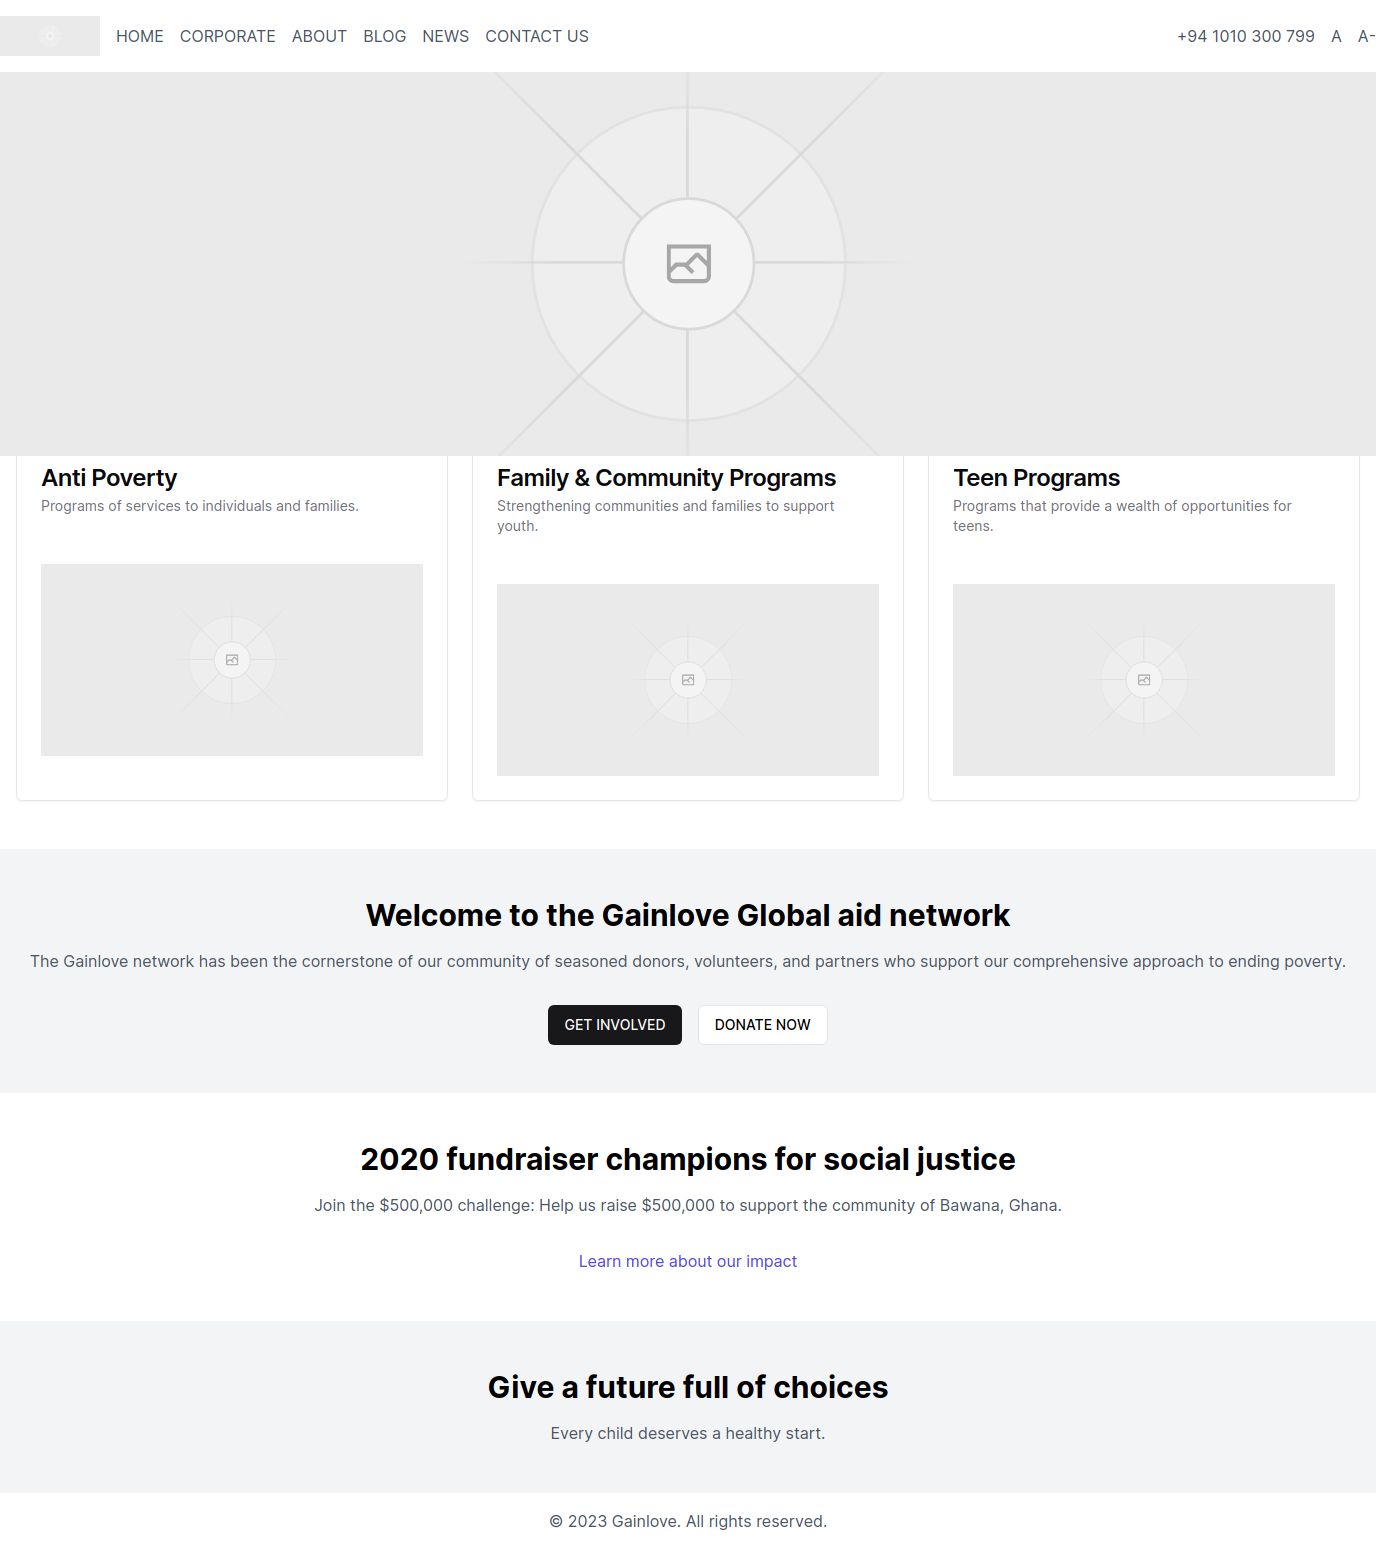 HOME CORPORATE ABOUT BLOG NEWS CONTACT US +94 1010 300 799 A A-
Anti Poverty
Programs of services to individuals and families.
Family & Community Programs
Strengthening communities and families to support
youth.
Teen Programs
Programs that provide a wealth of opportunities for
teens.
Welcome to the Gainlove Global aid network
The Gainlove network has been the cornerstone of our community of seasoned donors, volunteers, and partners who support our comprehensive approach to ending poverty.
GET INVOLVED DONATE NOW
2020 fundraiser champions for social justice
Join the $500,000 challenge: Help us raise $500,000 to support the community of Bawana, Ghana.
Learn more about our impact
Give a future full of choices
Every child deserves a healthy start.
© 2023 Gainlove. All rights reserved.